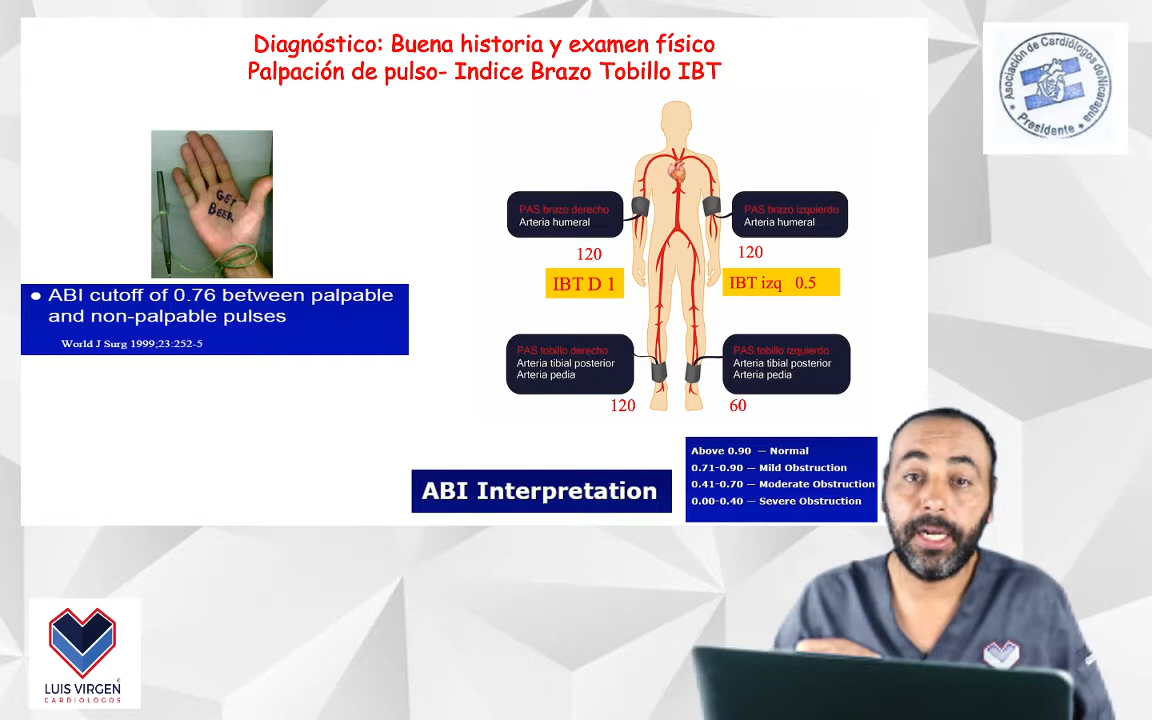 Diagnóstico: Buena historia y examen físico
Palpación de pulso- Indice Brazo Tobillo IBT
Asociación de Cardiólogos de Nicaragua
Presidente
GET
BEER
ABI cutoff of 0.76 between palpable
and non-palpable pulses
World J Surg 1999;23:252-5
PAS brazo derecho
Arteria humeral
PAS brazo izquierdo
Arteria humeral
120
120
IBT D 1
IBT izq 0.5
PAS tobillo derecho
Arteria tibial posterior
Arteria pedia
PAS tobillo izquierdo
Arteria tibial posterior
Arteria pedia
120
60
ABI Interpretation
Above 0.90 — Normal
0.71-0.90 — Mild Obstruction
0.41-0.70 — Moderate Obstruction
0.00-0.40 — Severe Obstruction
LUIS VIRGEN
CARDIOLOGOS